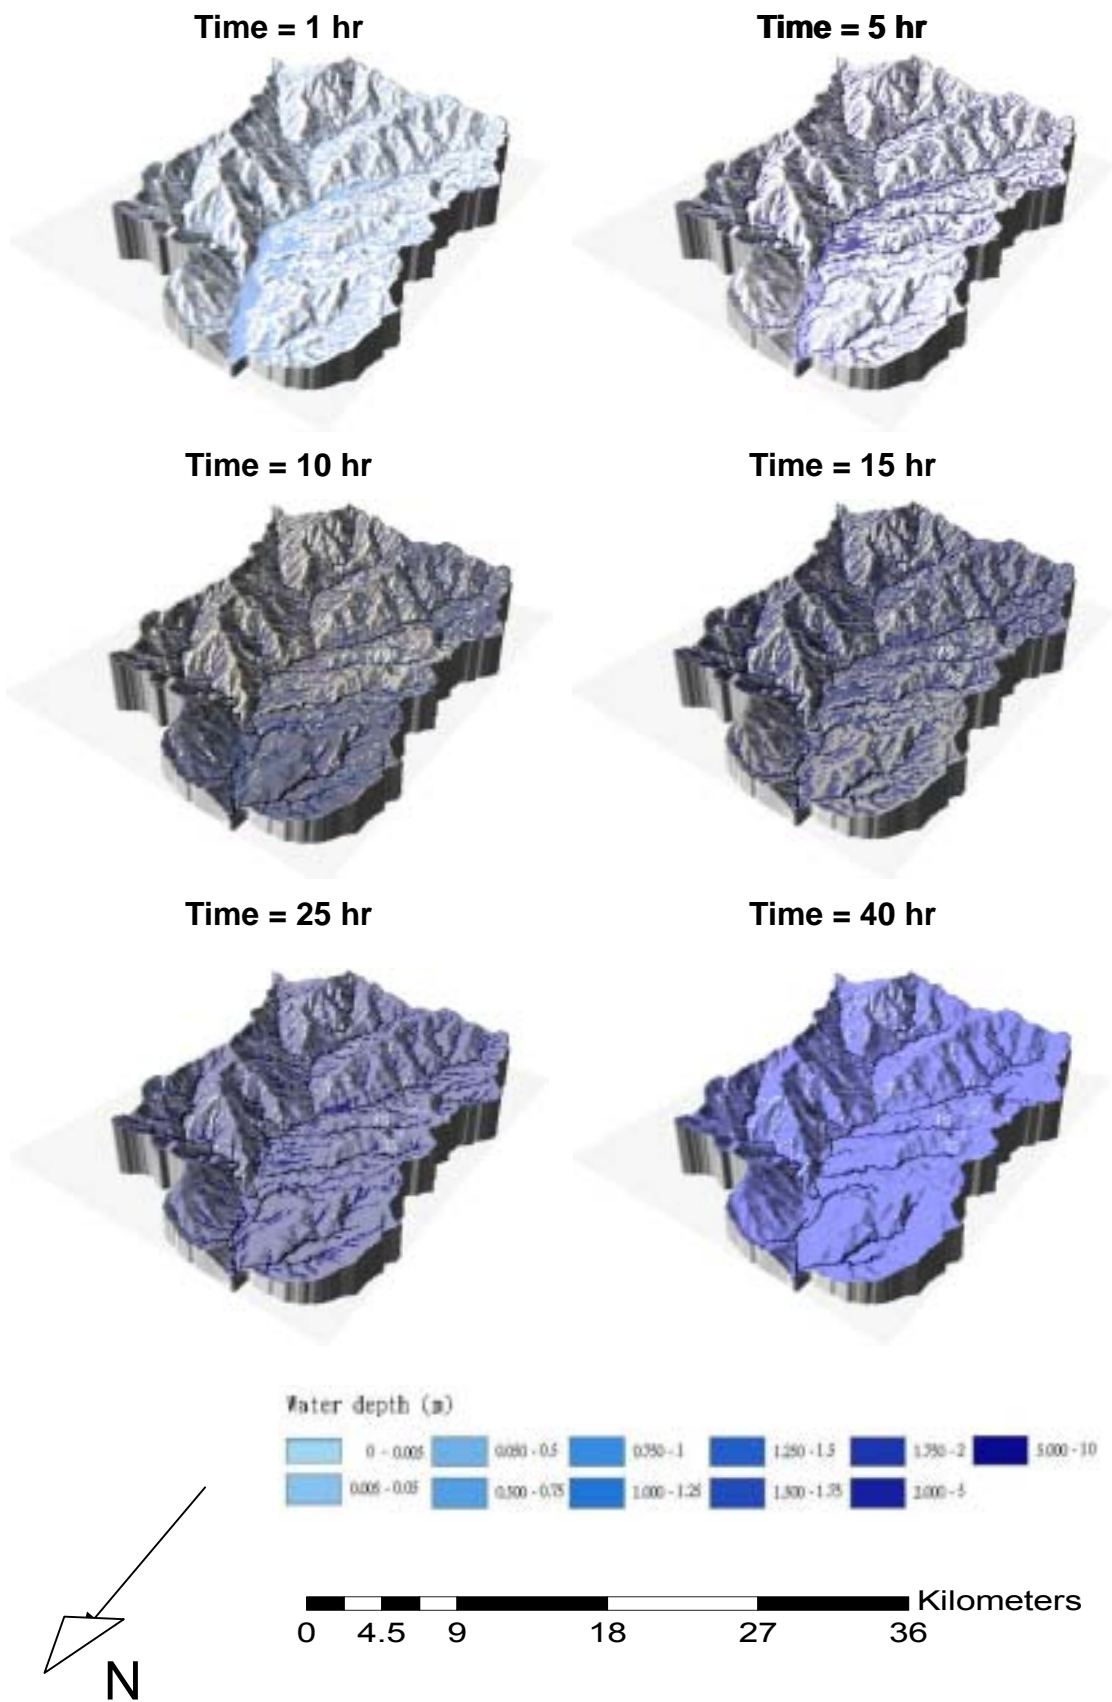 Time = 1 hr
Time = 5 hr
Time = 10 hr
Time = 15 hr
Time = 25 hr
Time = 40 hr
Water depth (m)
0 - 0.005
0.050 - 0.5
0.750 - 1
1.250 - 1.5
1.750 - 2
5.000 - 10
0.005 - 0.05
0.500 - 0.75
1.000 - 1.25
1.500 - 1.75
2.000 - 5
Kilometers
0 4.5 9 18 27 36
N